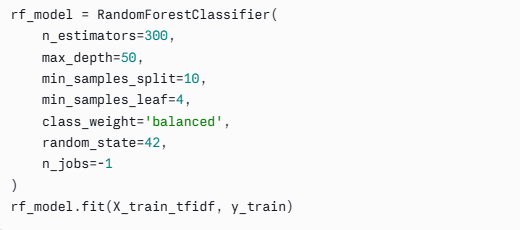 rf_model = RandomForestClassifier(
    n_estimators=300,
    max_depth=50,
    min_samples_split=10,
    min_samples_leaf=4,
    class_weight='balanced',
    random_state=42,
    n_jobs=-1
)
rf_model.fit(X_train_tfidf, y_train)